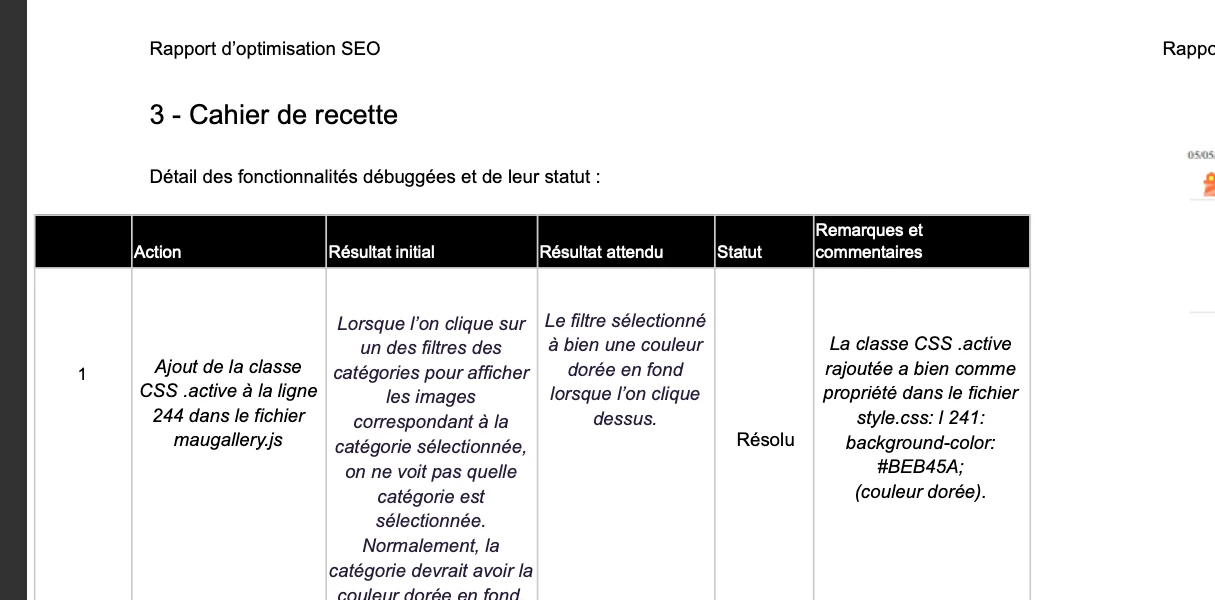 Rapport d’optimisation SEO
Rappo
3 - Cahier de recette
05/05/
Détail des fonctionnalités débuggées et de leur statut :
Action
Résultat initial
Résultat attendu
Statut
Remarques et
commentaires
1
Ajout de la classe
CSS .active à la ligne
244 dans le fichier
maugallery.js
Lorsque l’on clique sur
un des filtres des
catégories pour afficher
les images
correspondant à la
catégorie sélectionnée,
on ne voit pas quelle
catégorie est
sélectionnée.
Normalement, la
catégorie devrait avoir la
couleur dorée en fond
Le filtre sélectionné
à bien une couleur
dorée en fond
lorsque l’on clique
dessus.
Résolu
La classe CSS .active
rajoutée a bien comme
propriété dans le fichier
style.css: l 241:
background-color:
#BEB45A;
(couleur dorée).